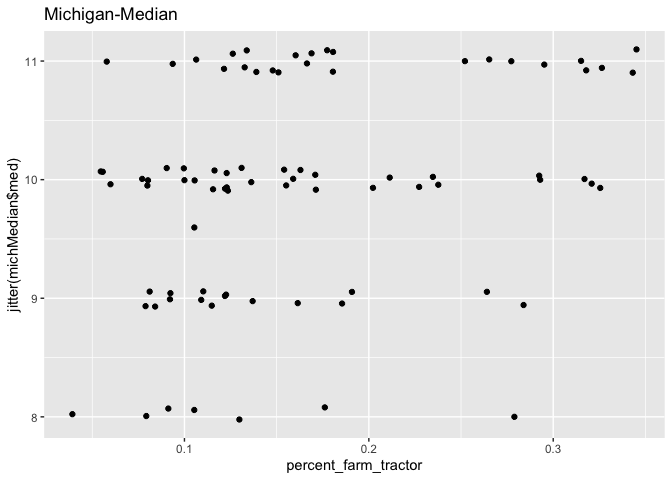 Michigan-Median
11
10
9
8
jitter(michMedian$med)
0.1
0.2
0.3
percent_farm_tractor